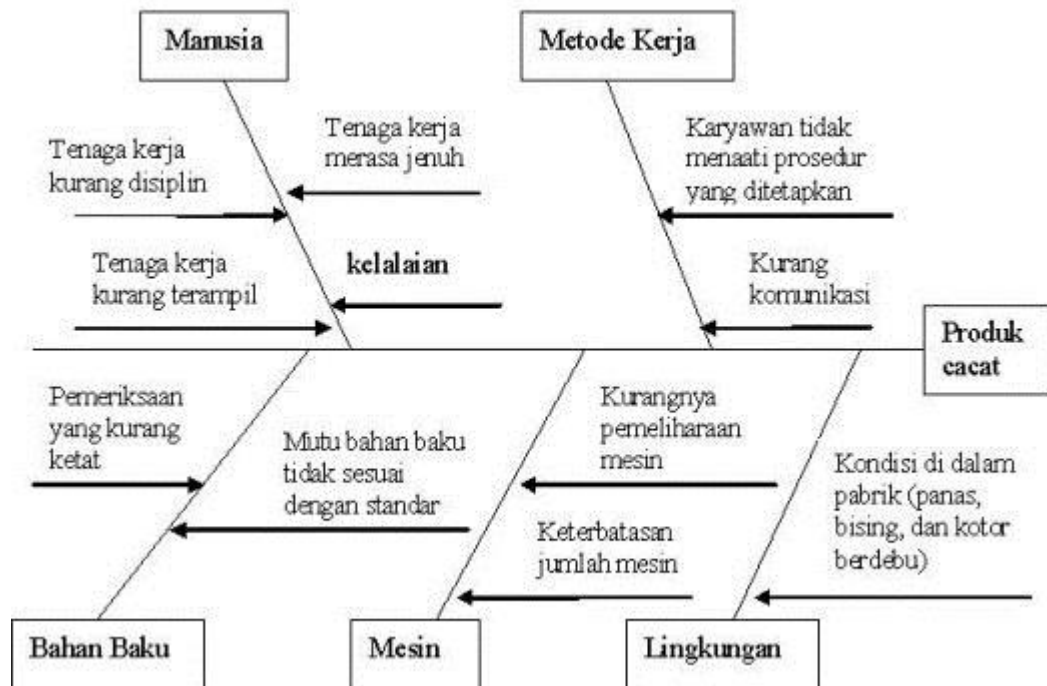 Manusia
Metode Kerja
Tenaga kerja
kurang disiplin
Tenaga kerja
merasa jenuh
Karyawan tidak
menaati prosedur
yang ditetapkan
Tenaga kerja
kurang terampil
kelalaian
Kurang
komunikasi
Produk
cacat
Pemeriksaan
yang kurang
ketat
Mutu bahan baku
tidak sesuai
dengan standar
Kurangnya
pemeliharaan
mesin
Keterbatasan
jumlah mesin
Kondisi di dalam
pabrik (panas,
bising, dan kotor
berdebu)
Bahan Baku
Mesin
Lingkungan